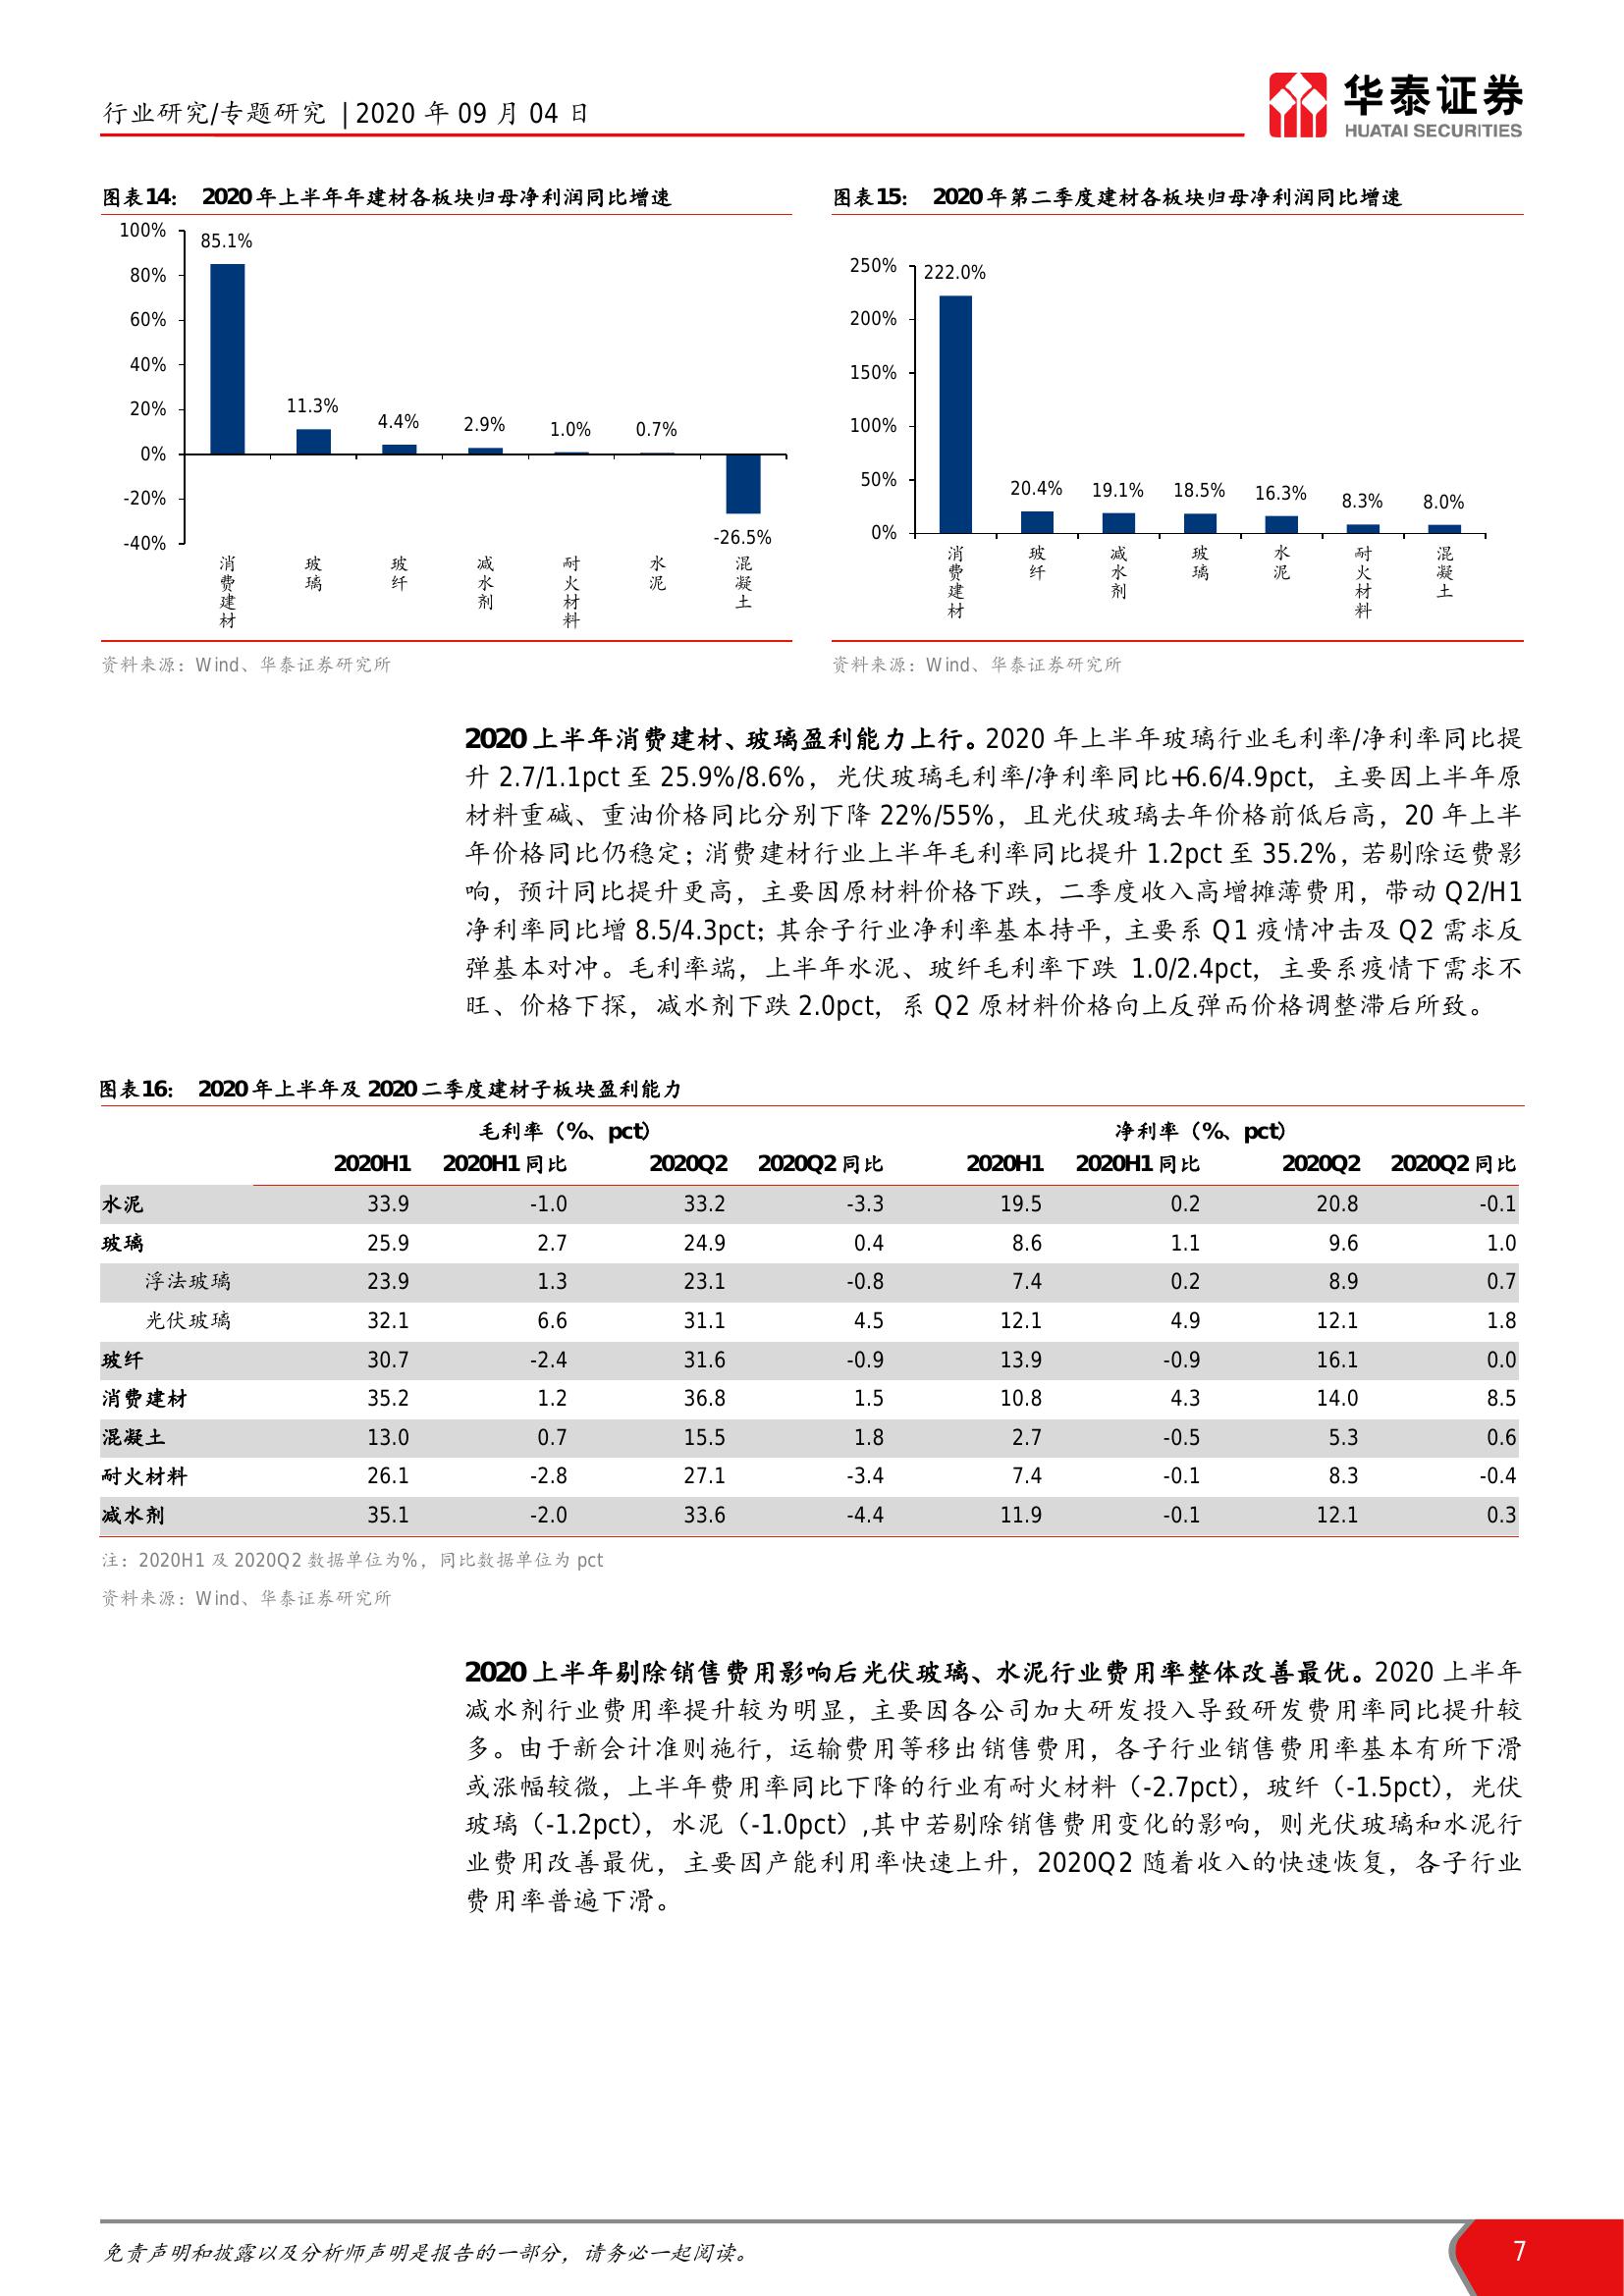 行业研究/专题研究 | 2020 年 09 月 04 日
华泰证券
HUATAI SECURITIES
图表14： 2020 年上半年年建材各板块归母净利润同比增速
100%
80%
60%
40%
20%
0%
-20%
-40%
85.1%
11.3%
4.4%
2.9%
1.0%
0.7%
-26.5%
消费建材
玻璃
玻纤
减水剂
耐火材料
水泥
混凝土
资料来源：Wind、华泰证券研究所
图表15： 2020 年第二季度建材各板块归母净利润同比增速
250%
200%
150%
100%
50%
0%
222.0%
20.4%
19.1%
18.5%
16.3%
8.3%
8.0%
消费建材
玻纤
减水剂
玻璃
水泥
耐火材料
混凝土
资料来源：Wind、华泰证券研究所
2020 上半年消费建材、玻璃盈利能力上行。2020 年上半年玻璃行业毛利率/净利率同比提
升 2.7/1.1pct 至 25.9%/8.6%，光伏玻璃毛利率/净利率同比+6.6/4.9pct，主要因上半年原
材料重碱、重油价格同比分别下降 22%/55%，且光伏玻璃去年价格前低后高，20 年上半
年价格同比仍稳定；消费建材行业上半年毛利率同比提升 1.2pct 至 35.2%，若剔除运费影
响，预计同比提升更高，主要因原材料价格下跌，二季度收入高增摊薄费用，带动 Q2/H1
净利率同比增 8.5/4.3pct；其余子行业净利率基本持平，主要系 Q1 疫情冲击及 Q2 需求反
弹基本对冲。毛利率端，上半年水泥、玻纤毛利率下跌 1.0/2.4pct，主要系疫情下需求不
旺、价格下探，减水剂下跌 2.0pct，系 Q2 原材料价格向上反弹而价格调整滞后所致。
图表16： 2020 年上半年及 2020 二季度建材子板块盈利能力
毛利率（%、pct） 净利率（%、pct）
2020H1 2020H1 同比 2020Q2 2020Q2 同比 2020H1 2020H1 同比 2020Q2 2020Q2 同比
水泥 33.9 -1.0 33.2 -3.3 19.5 0.2 20.8 -0.1
玻璃 25.9 2.7 24.9 0.4 8.6 1.1 9.6 1.0
浮法玻璃 23.9 1.3 23.1 -0.8 7.4 0.2 8.9 0.7
光伏玻璃 32.1 6.6 31.1 4.5 12.1 4.9 12.1 1.8
玻纤 30.7 -2.4 31.6 -0.9 13.9 -0.9 16.1 0.0
消费建材 35.2 1.2 36.8 1.5 10.8 4.3 14.0 8.5
混凝土 13.0 0.7 15.5 1.8 2.7 -0.5 5.3 0.6
耐火材料 26.1 -2.8 27.1 -3.4 7.4 -0.1 8.3 -0.4
减水剂 35.1 -2.0 33.6 -4.4 11.9 -0.1 12.1 0.3
注：2020H1 及 2020Q2 数据单位为%，同比数据单位为 pct
资料来源：Wind、华泰证券研究所
2020 上半年剔除销售费用影响后光伏玻璃、水泥行业费用率整体改善最优。2020 上半年
减水剂行业费用率提升较为明显，主要因各公司加大研发投入导致研发费用率同比提升较
多。由于新会计准则施行，运输费用等移出销售费用，各子行业销售费用率基本有所下滑
或涨幅较微，上半年费用率同比下降的行业有耐火材料（-2.7pct），玻纤（-1.5pct），光伏
玻璃（-1.2pct），水泥（-1.0pct）,其中若剔除销售费用变化的影响，则光伏玻璃和水泥行
业费用改善最优，主要因产能利用率快速上升，2020Q2 随着收入的快速恢复，各子行业
费用率普遍下滑。
免责声明和披露以及分析师声明是报告的一部分，请务必一起阅读。
7